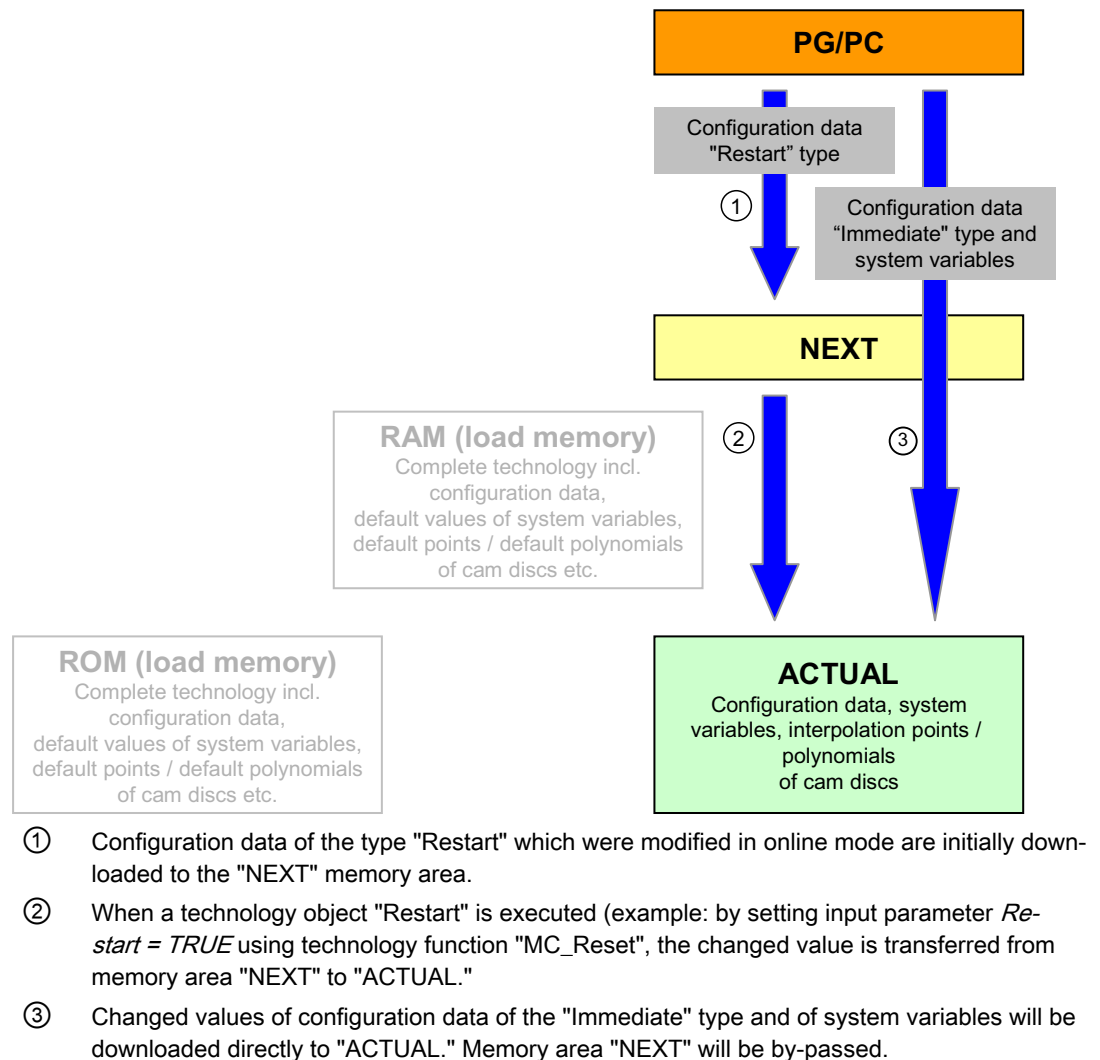 PG/PC
Configuration data
"Restart” type
①
Configuration data
“Immediate" type and
system variables
NEXT
RAM (load memory)
Complete technology incl.
configuration data,
default values of system variables,
default points / default polynomials
of cam discs etc.
②
③
ROM (load memory)
Complete technology incl.
configuration data,
default values of system variables,
default points / default polynomials
of cam discs etc.
ACTUAL
Configuration data, system
variables, interpolation points /
polynomials
of cam discs
① Configuration data of the type "Restart" which were modified in online mode are initially down-
loaded to the "NEXT" memory area.
② When a technology object "Restart" is executed (example: by setting input parameter Re-
start = TRUE using technology function "MC_Reset", the changed value is transferred from
memory area "NEXT" to "ACTUAL."
③ Changed values of configuration data of the "Immediate" type and of system variables will be
downloaded directly to "ACTUAL." Memory area "NEXT" will be by-passed.